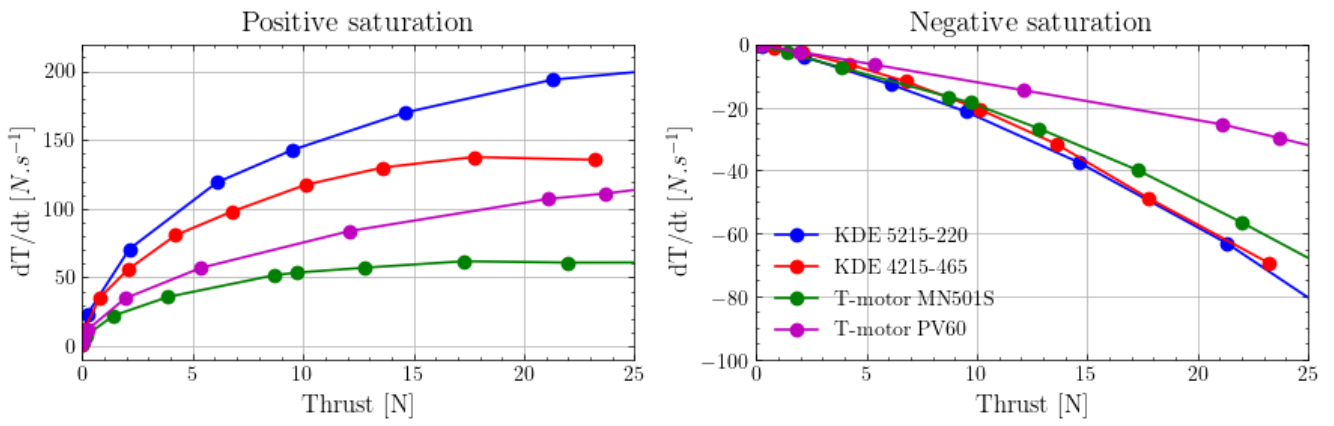 Positive saturation
200
150
100
50
0
dT/dt [N.s⁻¹]
0 5 10 15 20 25
Thrust [N]
Negative saturation
0
−20
−40
−60
−80
−100
dT/dt [N.s⁻¹]
KDE 5215-220
KDE 4215-465
T-motor MN501S
T-motor PV60
0 5 10 15 20 25
Thrust [N]